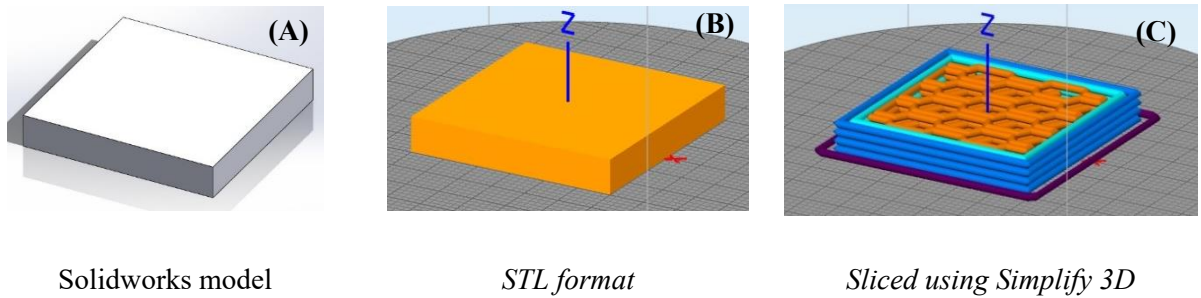 (A)
(B)
(C)
Z
Z
X
Solidworks model
STL format
Sliced using Simplify 3D